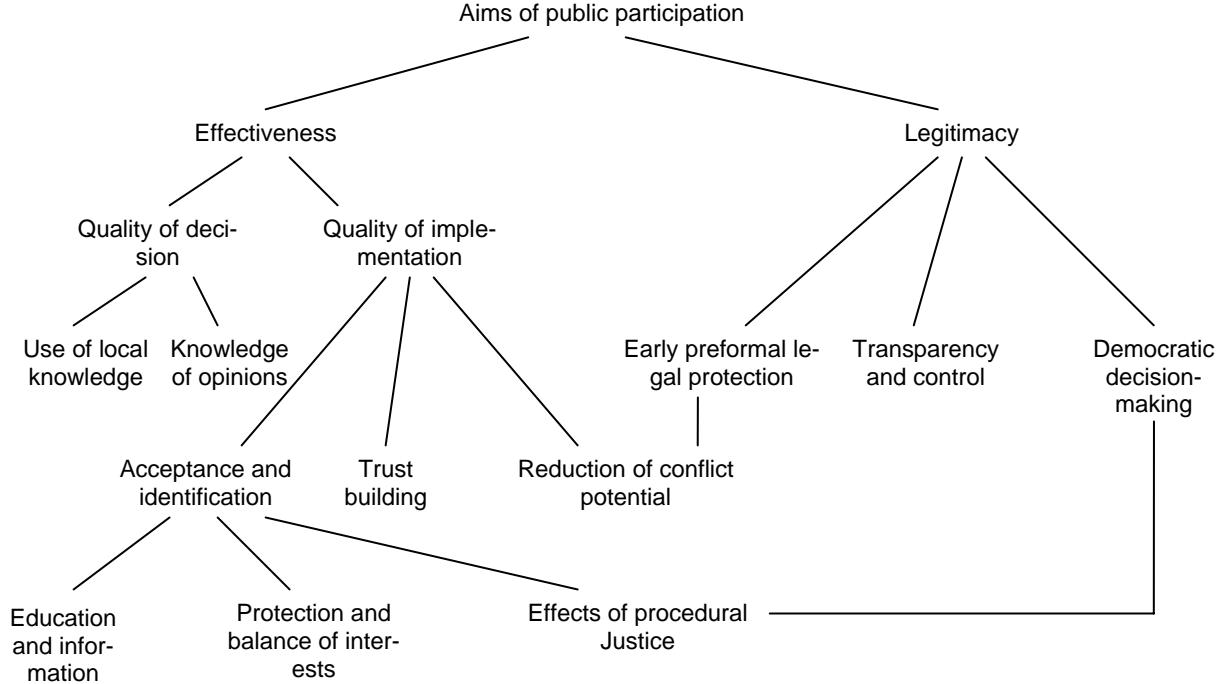 Aims of public participation
Effectiveness
Legitimacy
Quality of deci-
sion
Quality of imple-
mentation
Use of local
knowledge
Knowledge
of opinions
Early preformal le-
gal protection
Transparency
and control
Democratic
decision-
making
Acceptance and
identification
Trust
building
Reduction of conflict
potential
Education
and infor-
mation
Protection and
balance of inter-
ests
Effects of procedural
Justice